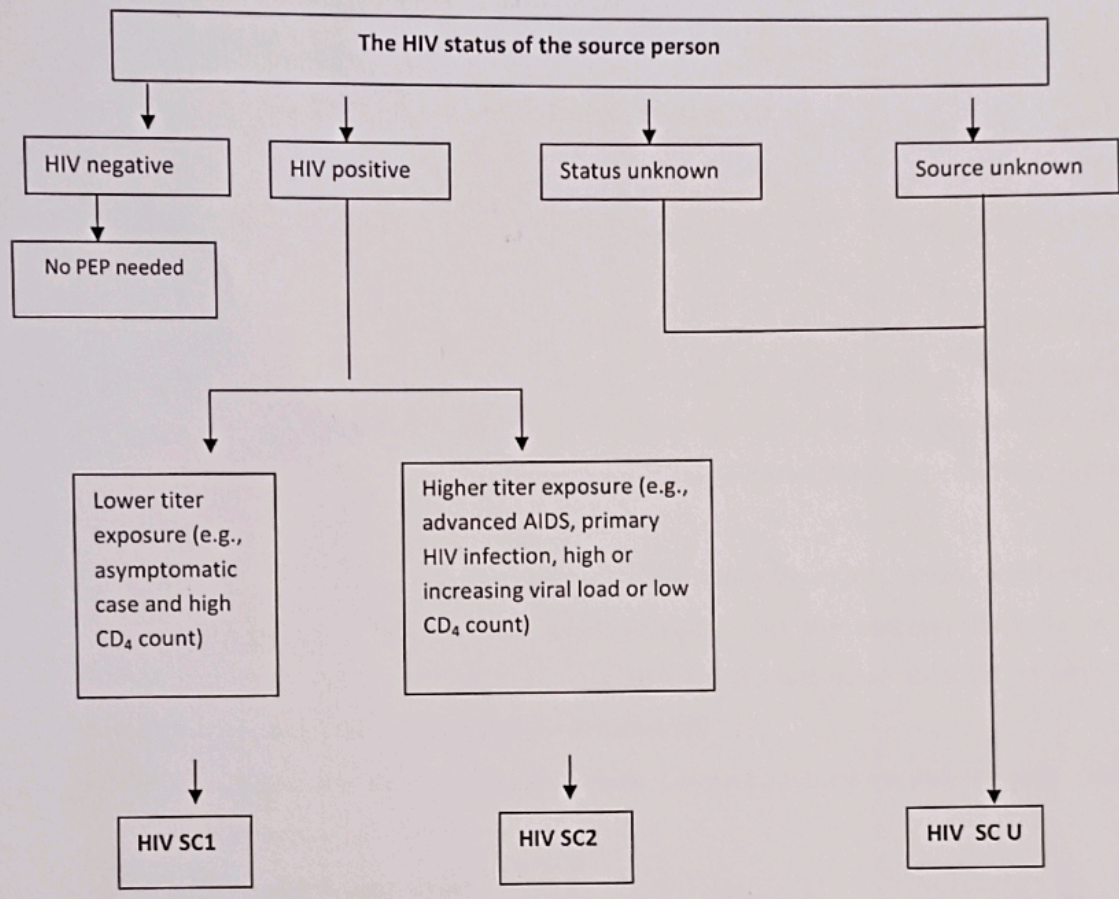 The HIV status of the source person
HIV negative
HIV positive
Status unknown
Source unknown
No PEP needed
Lower titer
exposure (e.g.,
asymptomatic
case and high
CD₄ count)
Higher titer exposure (e.g.,
advanced AIDS, primary
HIV infection, high or
increasing viral load or low
CD₄ count)
HIV SC1
HIV SC2
HIV SC U